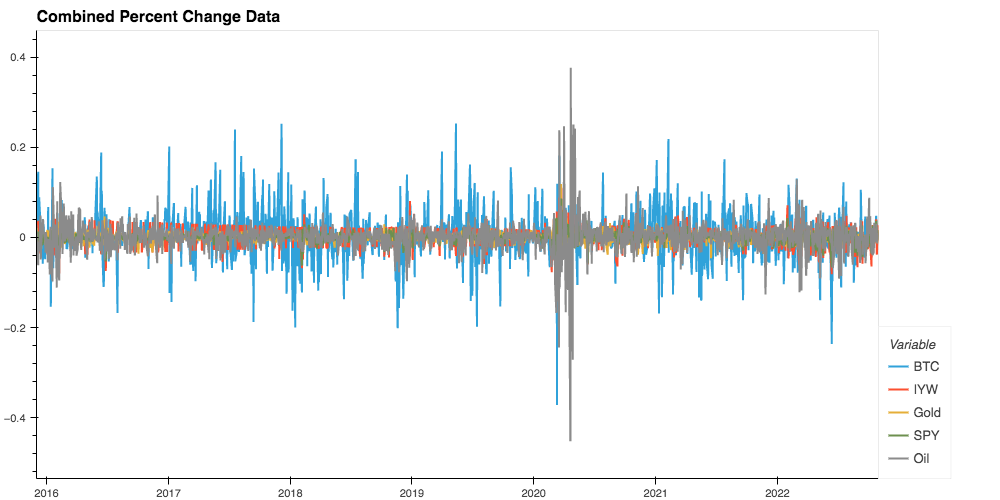 Combined Percent Change Data
0.4
0.2
0
−0.2
−0.4
2016 2017 2018 2019 2020 2021 2022
Variable
BTC
IYW
Gold
SPY
Oil